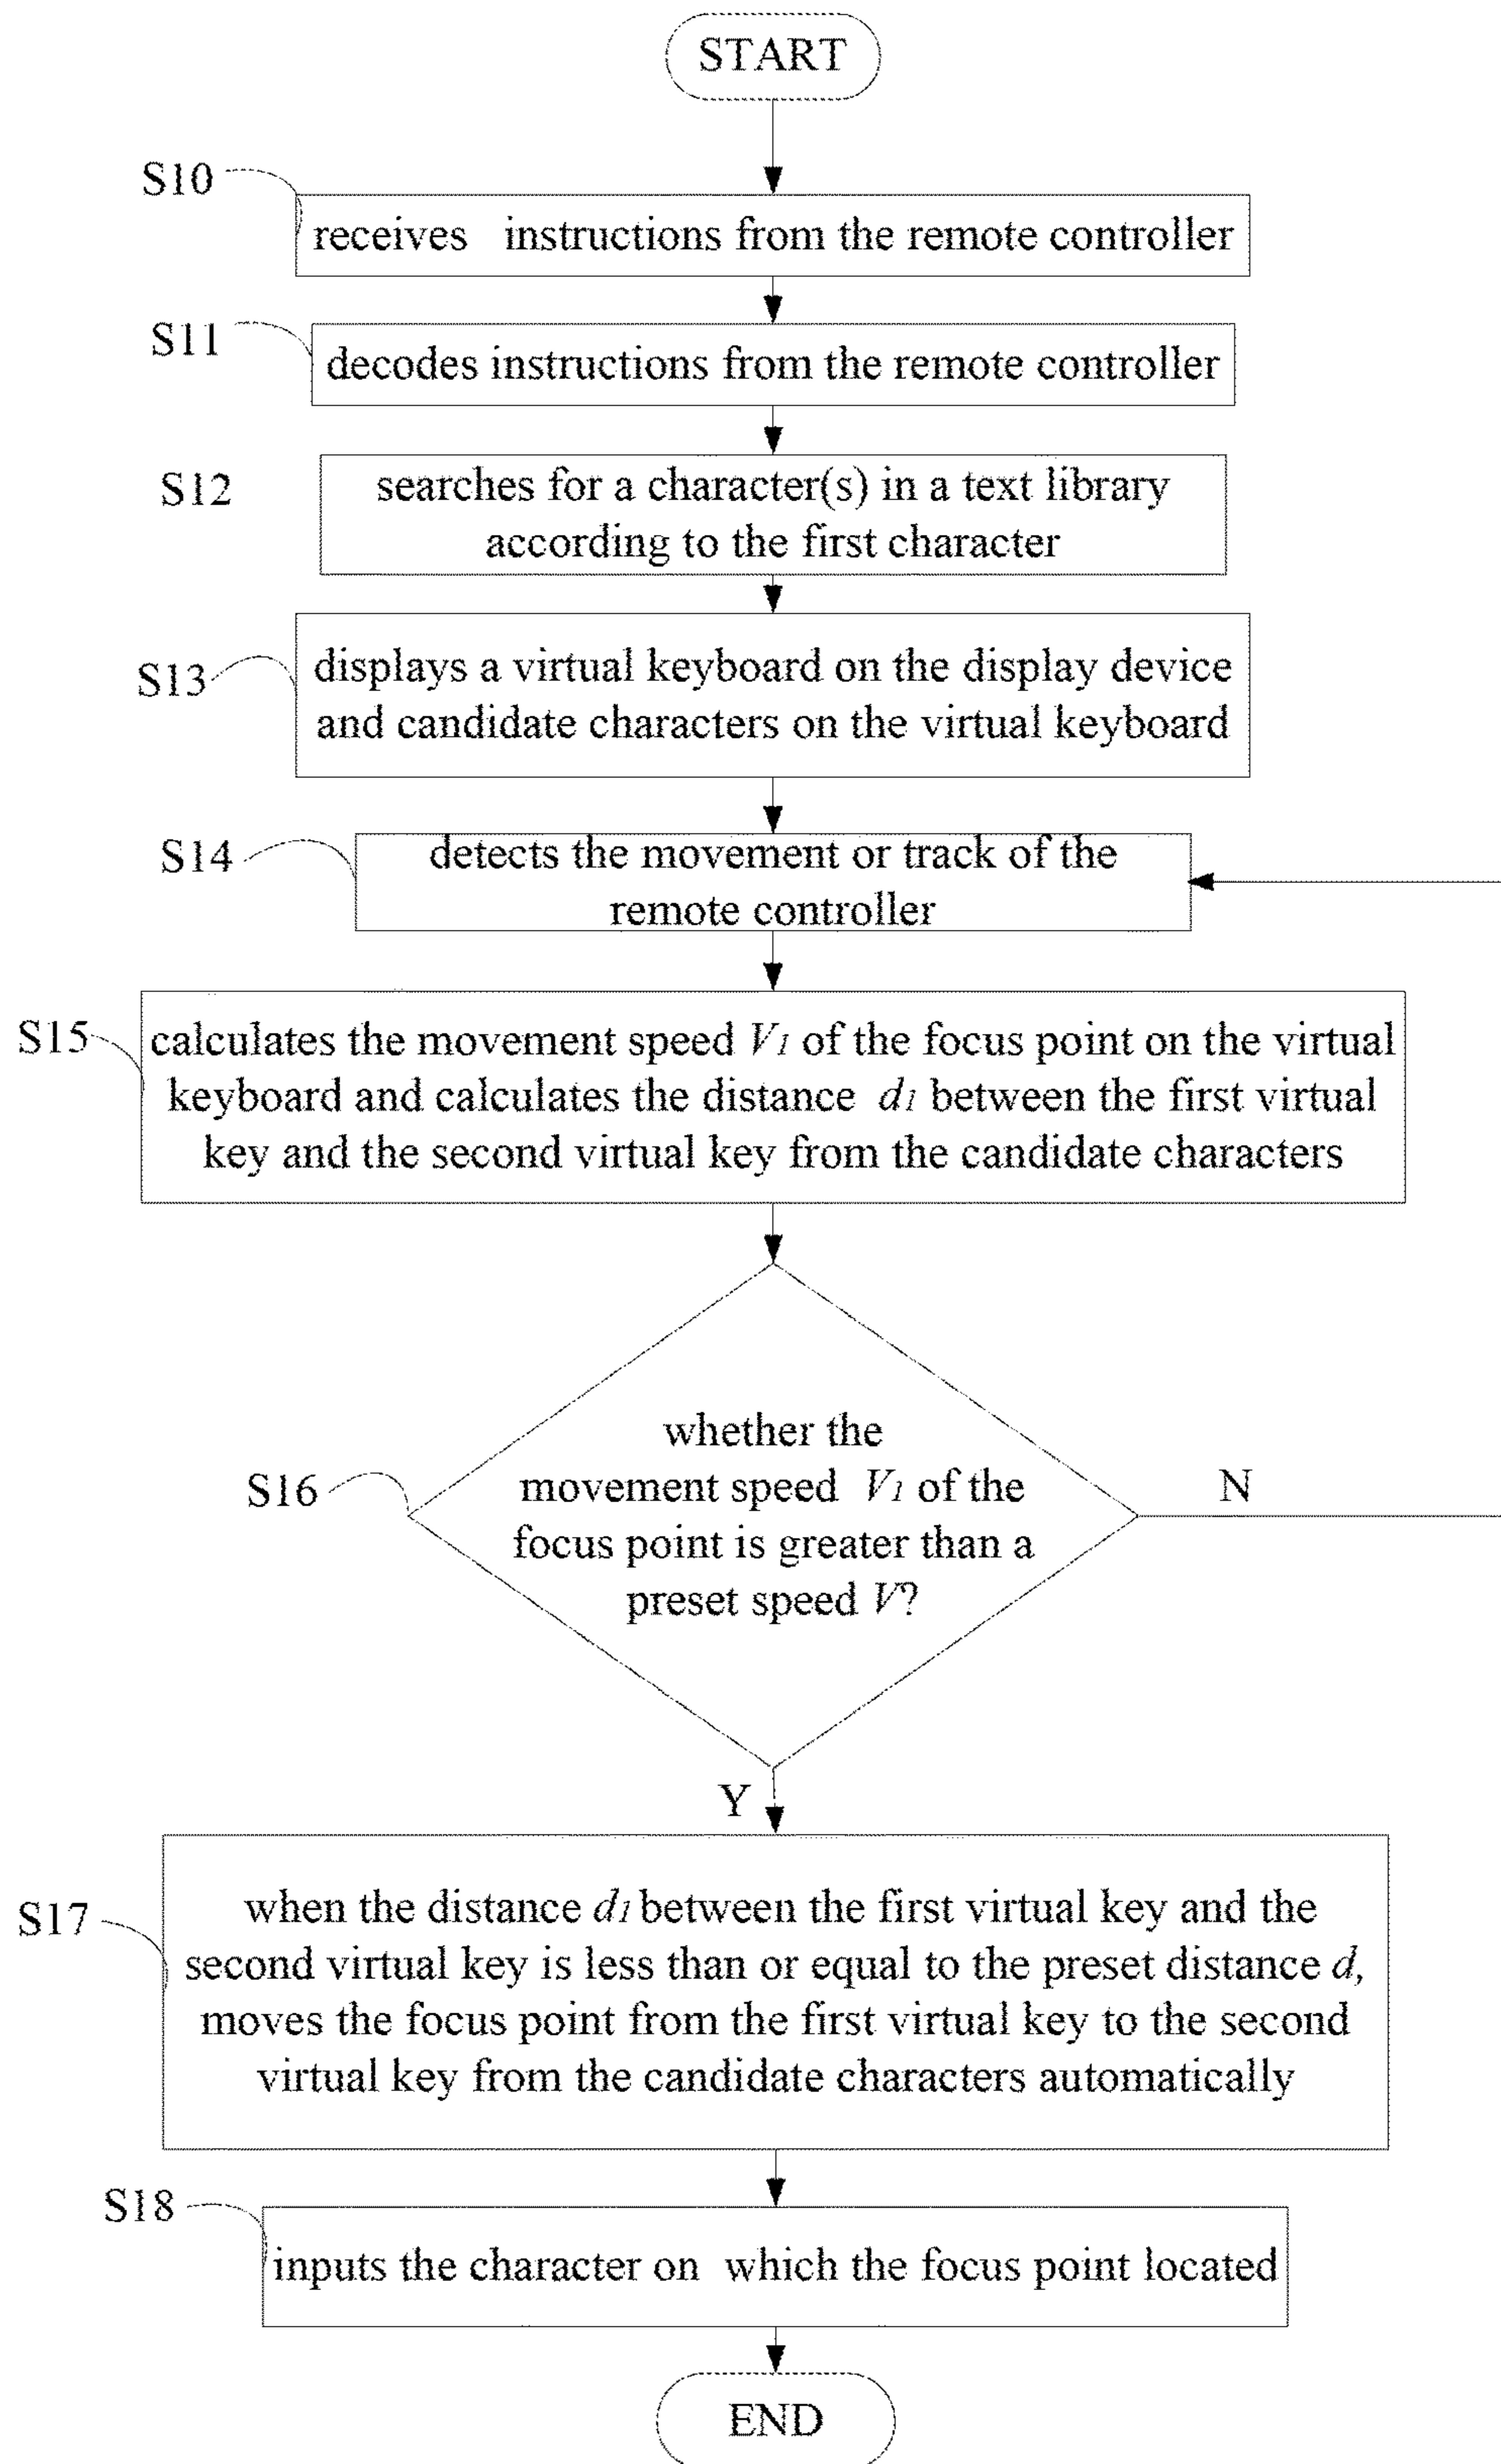 START
S10
receives instructions from the remote controller
S11
decodes instructions from the remote controller
S12
searches for a character(s) in a text library
according to the first character
S13
displays a virtual keyboard on the display device
and candidate characters on the virtual keyboard
S14
detects the movement or track of the
remote controller
S15
calculates the movement speed V1 of the focus point on the virtual
keyboard and calculates the distance d1 between the first virtual
key and the second virtual key from the candidate characters
S16
whether the
movement speed V1 of the
focus point is greater than a
preset speed V?
N
Y
S17
when the distance d1 between the first virtual key and the
second virtual key is less than or equal to the preset distance d,
moves the focus point from the first virtual key to the second
virtual key from the candidate characters automatically
S18
inputs the character on which the focus point located
END